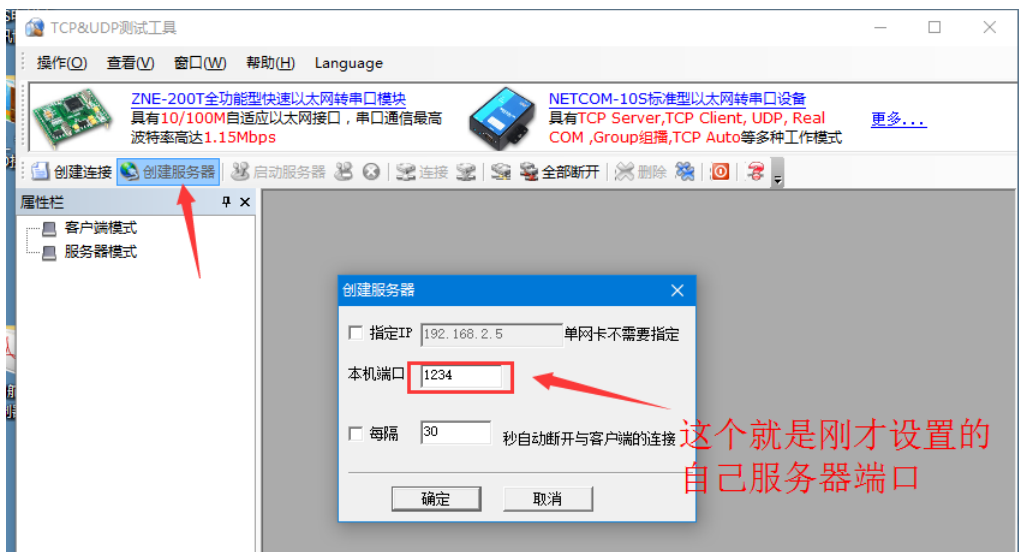 TCP&UDP测试工具
操作(O) 查看(V) 窗口(W) 帮助(H) Language
ZNE-200T全功能型快速以太网转串口模块
具有10/100M自适应以太网接口，串口通信最高
波特率高达1.15Mbps
NETCOM-10S标准型以太网转串口设备
具有TCP Server,TCP Client, UDP, Real
COM ,Group组播,TCP Auto等多种工作模式
更多...
创建连接 创建服务器 启动服务器 连接 全部断开 删除
属性栏
客户端模式
服务器模式
创建服务器
指定IP 192.168.2.5 单网卡不需要指定
本机端口 1234
每隔 30 秒自动断开与客户端的连接
确定 取消
这个就是刚才设置的
自己服务器端口